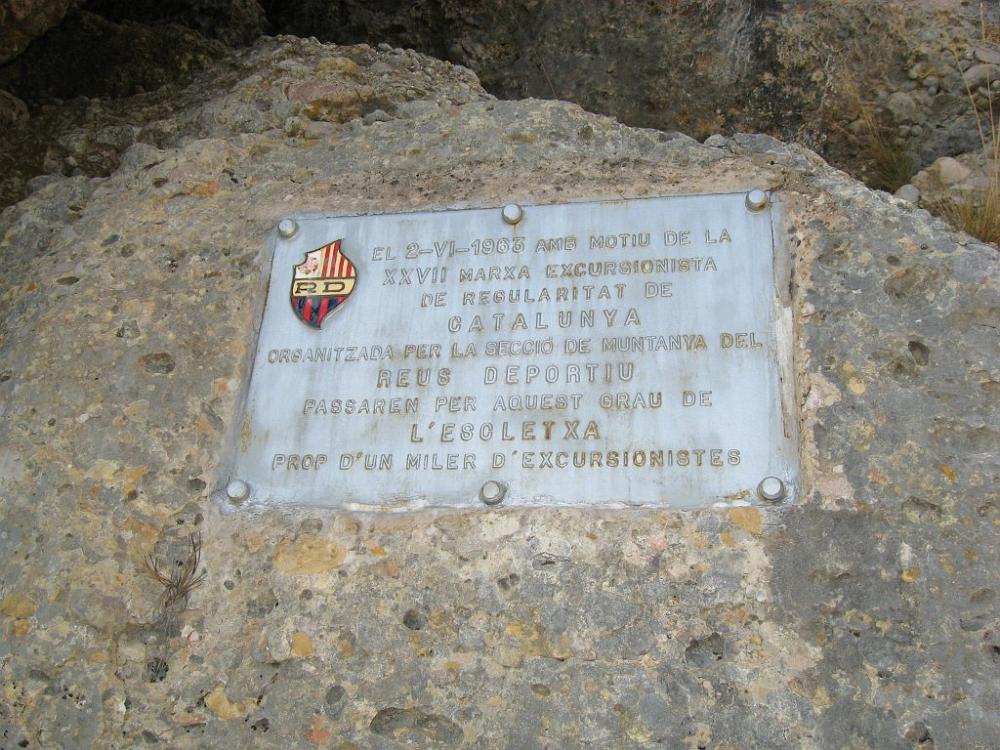 RD
EL 2-VI-1963 AMB MOTIU DE LA
XXVII MARXA EXCURSIONISTA
DE REGULARITAT DE
CATALUNYA
ORGANITZADA PER LA SECCIÓ DE MUNTANYA DEL
REUS DEPORTIU
PASSAREN PER AQUEST GRAU DE
L'ESCLETXA
PROP D'UN MILER D'EXCURSIONISTES